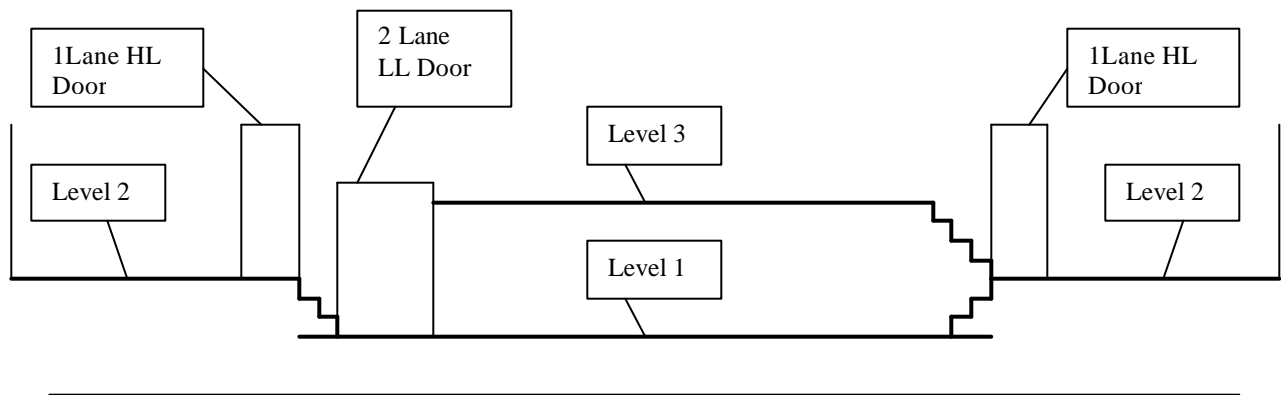 1Lane HL
Door
2 Lane
LL Door
1Lane HL
Door
Level 3
Level 2
Level 2
Level 1